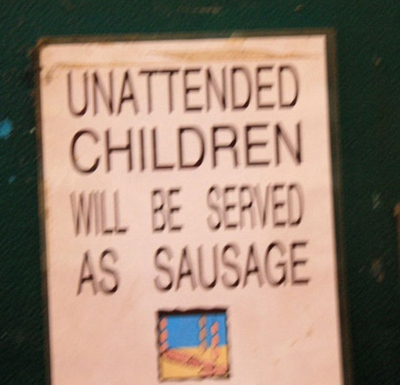 UNATTENDED
CHILDREN
WILL BE SERVED
AS SAUSAGE